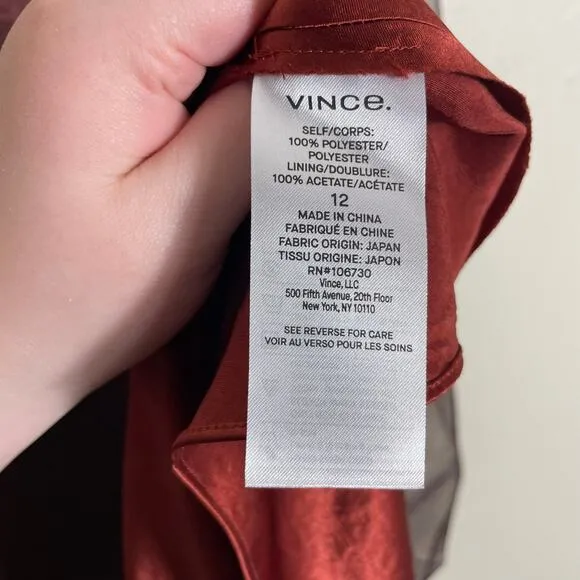 VINCE.
SELF/CORPS:
100% POLYESTER/
POLYESTER
LINING/DOUBLURE:
100% ACETATE/ACÉTATE
12
MADE IN CHINA
FABRIQUÉ EN CHINE
FABRIC ORIGIN: JAPAN
TISSU ORIGINE: JAPON
RN#106730
Vince, LLC
500 Fifth Avenue, 20th Floor
New York, NY 10110
SEE REVERSE FOR CARE
VOIR AU VERSO POUR LES SOINS